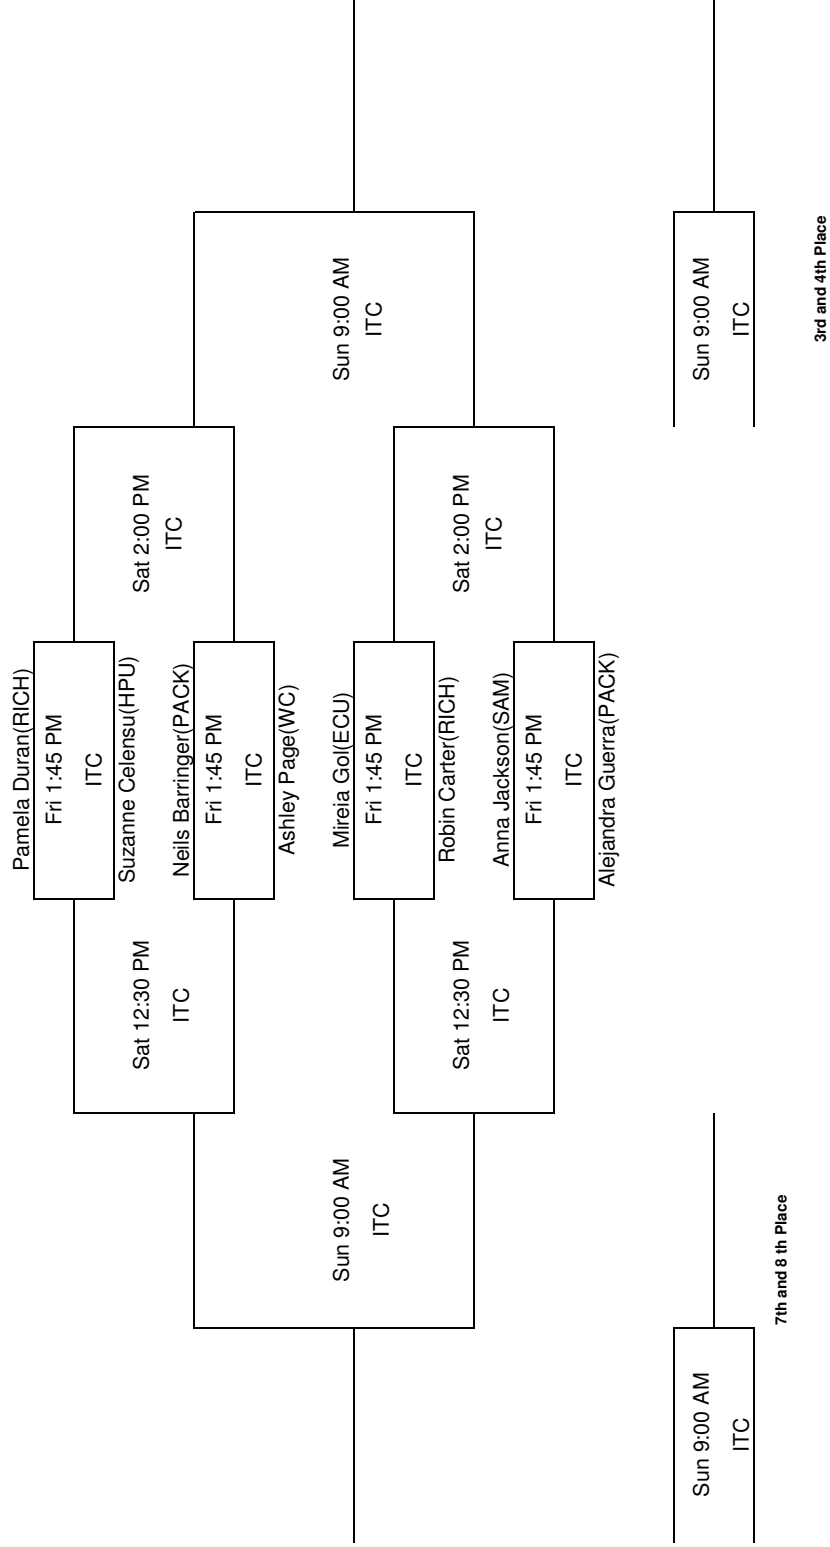 Pamela Duran(RICH)
Fri 1:45 PM
ITC
Suzanne Celensu(HPU)
Neils Barringer(PACK)
Fri 1:45 PM
ITC
Ashley Page(WC)
Mireia Gol(ECU)
Fri 1:45 PM
ITC
Robin Carter(RICH)
Anna Jackson(SAM)
Fri 1:45 PM
ITC
Alejandra Guerra(PACK)
Sat 2:00 PM
ITC
Sat 2:00 PM
ITC
Sun 9:00 AM
ITC
Sun 9:00 AM
ITC
3rd and 4th Place
Sat 12:30 PM
ITC
Sat 12:30 PM
ITC
Sun 9:00 AM
ITC
7th and 8 th Place
Sun 9:00 AM
ITC